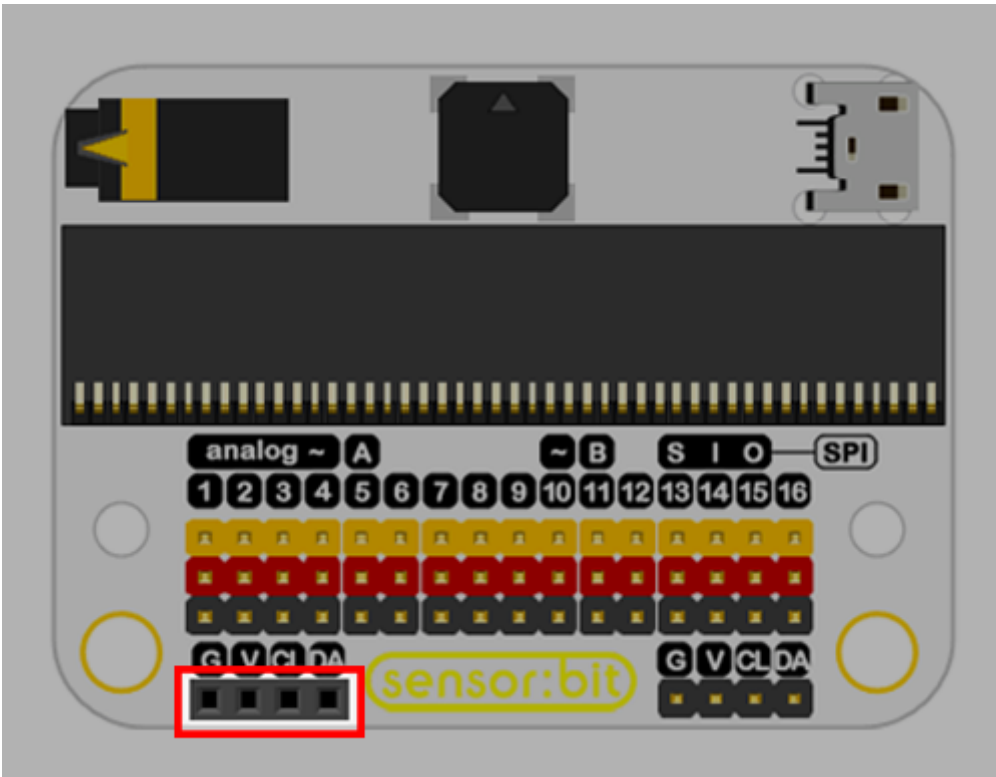 analog ~ A ~ B S I O SPI
1 2 3 4 5 6 7 8 9 10 11 12 13 14 15 16
G V CL DA G V CL DA
sensor:bit